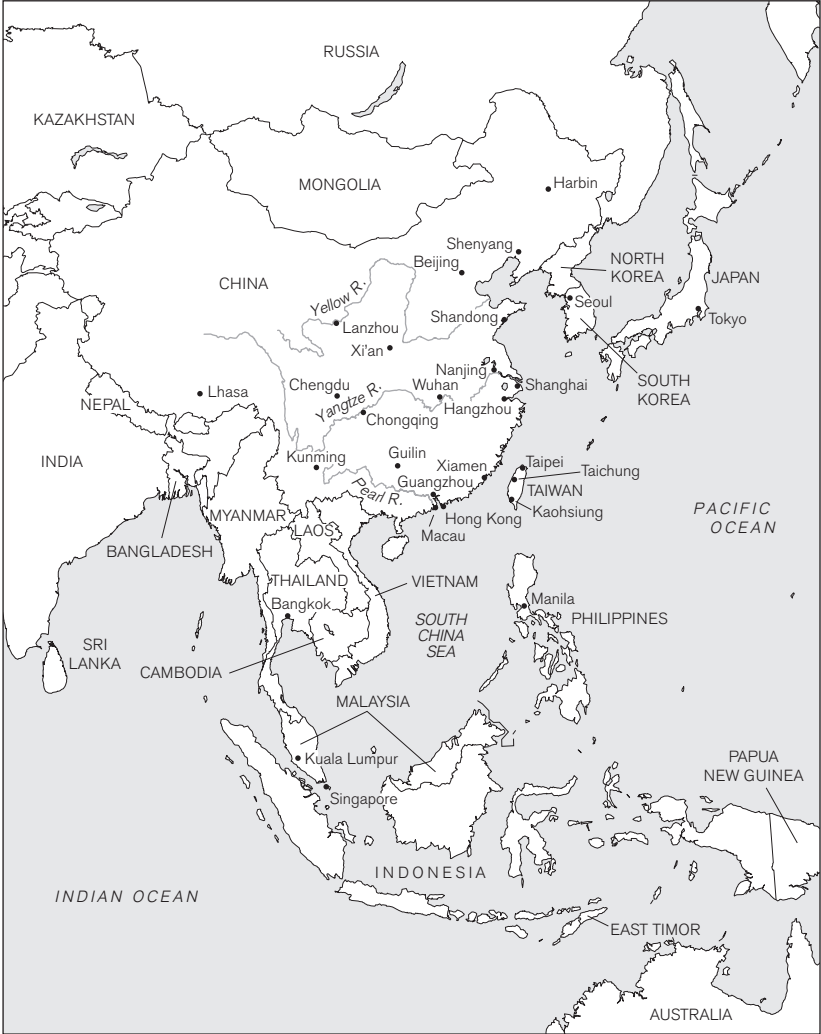 RUSSIA
KAZAKHSTAN
MONGOLIA
Harbin
Shenyang
Beijing
NORTH
KOREA
JAPAN
CHINA
Yellow R.
Seoul
Lanzhou
Shandong
Tokyo
Xi'an
Nanjing
Chengdu
Wuhan
Shanghai
SOUTH
KOREA
Lhasa
Yangtze R.
Hangzhou
NEPAL
Chongqing
INDIA
Kunming
Guilin
Xiamen
Taipei
Taichung
Guangzhou
TAIWAN
Pearl R.
Kaohsiung
PACIFIC
OCEAN
MYANMAR
LAOS
Hong Kong
Macau
BANGLADESH
THAILAND
VIETNAM
Bangkok
Manila
PHILIPPINES
SOUTH
CHINA
SEA
SRI
LANKA
CAMBODIA
MALAYSIA
Kuala Lumpur
PAPUA
NEW GUINEA
Singapore
INDONESIA
INDIAN OCEAN
EAST TIMOR
AUSTRALIA